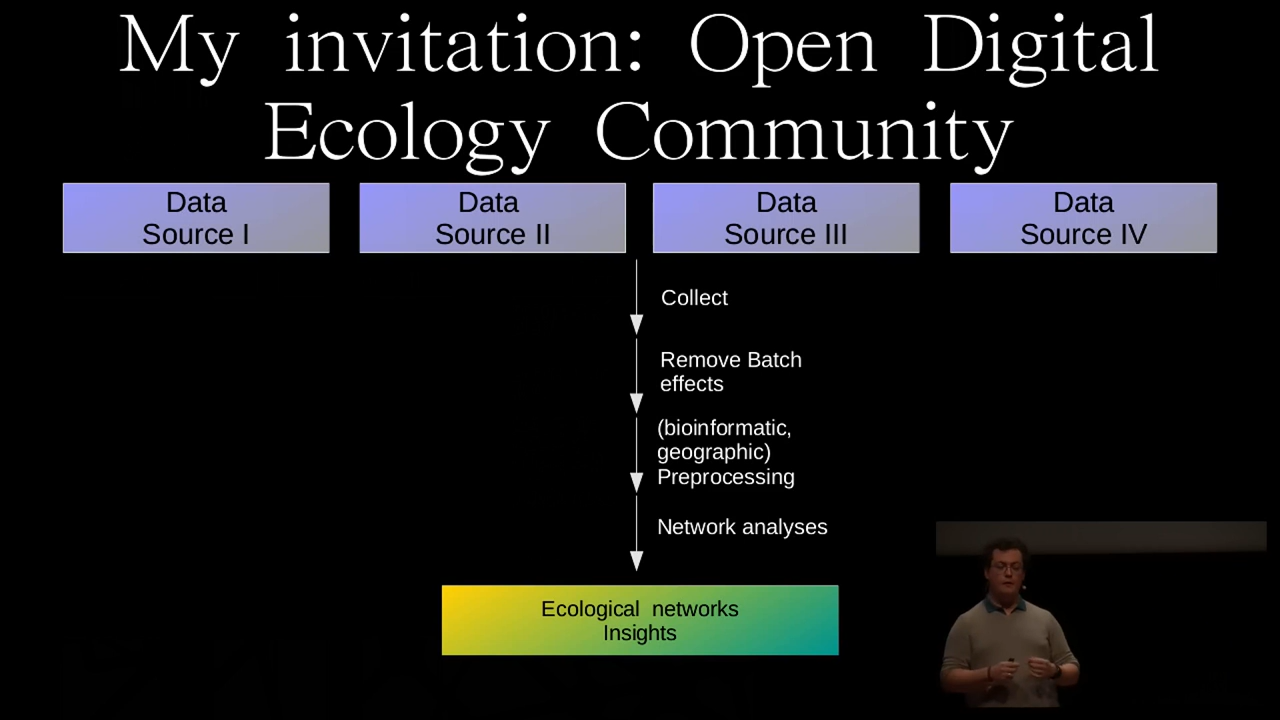 My invitation: Open Digital
Ecology Community
Data
Source I
Data
Source II
Data
Source III
Data
Source IV
Collect
Remove Batch
effects
(bioinformatic,
geographic)
Preprocessing
Network analyses
Ecological networks
Insights